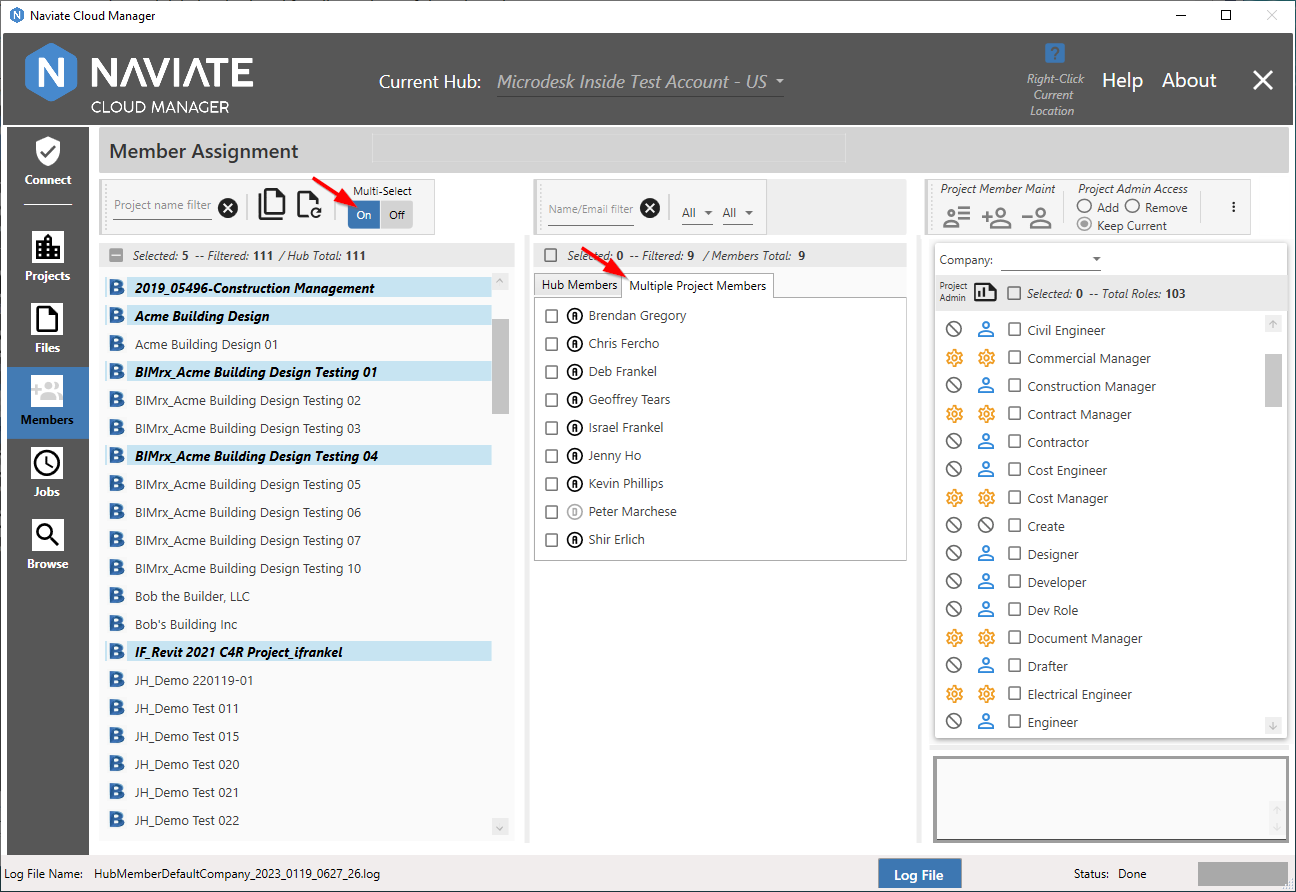 Naviate Cloud Manager
N NAVIATE
CLOUD MANAGER
Current Hub: Microdesk Inside Test Account - US
?
Right-Click
Current
Location
Help About
Member Assignment
Connect
Projects
Files
Members
Jobs
Browse
Project name filter
Multi-Select
On Off
Selected: 5 -- Filtered: 111 / Hub Total: 111
B 2019_05496-Construction Management
B Acme Building Design
B Acme Building Design 01
B BIMrx_Acme Building Design Testing 01
B BIMrx_Acme Building Design Testing 02
B BIMrx_Acme Building Design Testing 03
B BIMrx_Acme Building Design Testing 04
B BIMrx_Acme Building Design Testing 05
B BIMrx_Acme Building Design Testing 06
B BIMrx_Acme Building Design Testing 07
B BIMrx_Acme Building Design Testing 10
B Bob the Builder, LLC
B Bob's Building Inc
B IF_Revit 2021 C4R Project_ifrankel
B JH_Demo 220119-01
B JH_Demo Test 011
B JH_Demo Test 015
B JH_Demo Test 020
B JH_Demo Test 021
B JH_Demo Test 022
Name/Email filter
All All
Selected: 0 -- Filtered: 9 / Members Total: 9
Hub Members Multiple Project Members
A Brendan Gregory
A Chris Fercho
A Deb Frankel
A Geoffrey Tears
A Israel Frankel
A Jenny Ho
A Kevin Phillips
D Peter Marchese
A Shir Erlich
Project Member Maint
Project Admin Access
Add Remove
Keep Current
Company:
Project
Admin
Selected: 0 -- Total Roles: 103
Civil Engineer
Commercial Manager
Construction Manager
Contract Manager
Contractor
Cost Engineer
Cost Manager
Create
Designer
Developer
Dev Role
Document Manager
Drafter
Electrical Engineer
Engineer
Log File Name: HubMemberDefaultCompany_2023_0119_0627_26.log
Log File
Status: Done